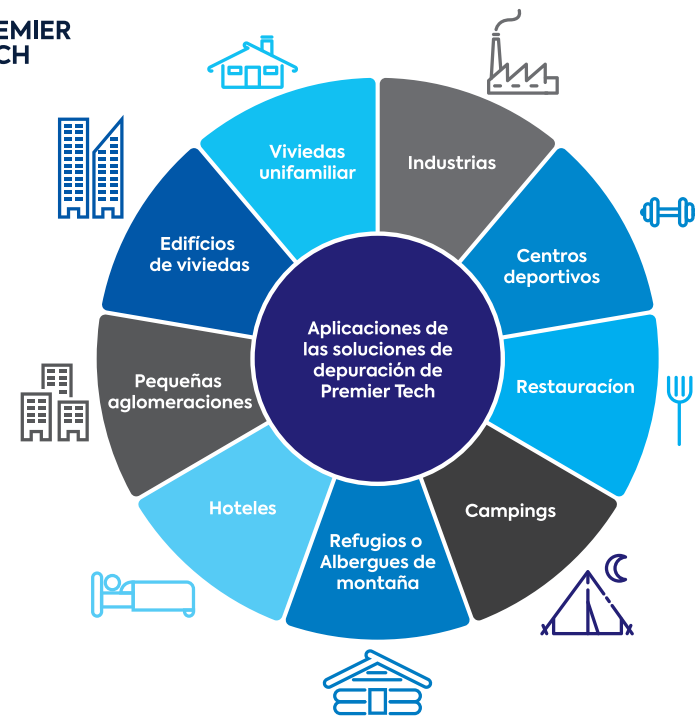 EMIER
CH
Viviedas
unifamiliar
Industrias
Centros
deportivos
Restauracíon
Campings
Refugios o
Albergues de
montaña
Hoteles
Pequeñas
aglomeraciones
Edifícios
de viviedas
Aplicaciones de
las soluciones de
depuración de
Premier Tech